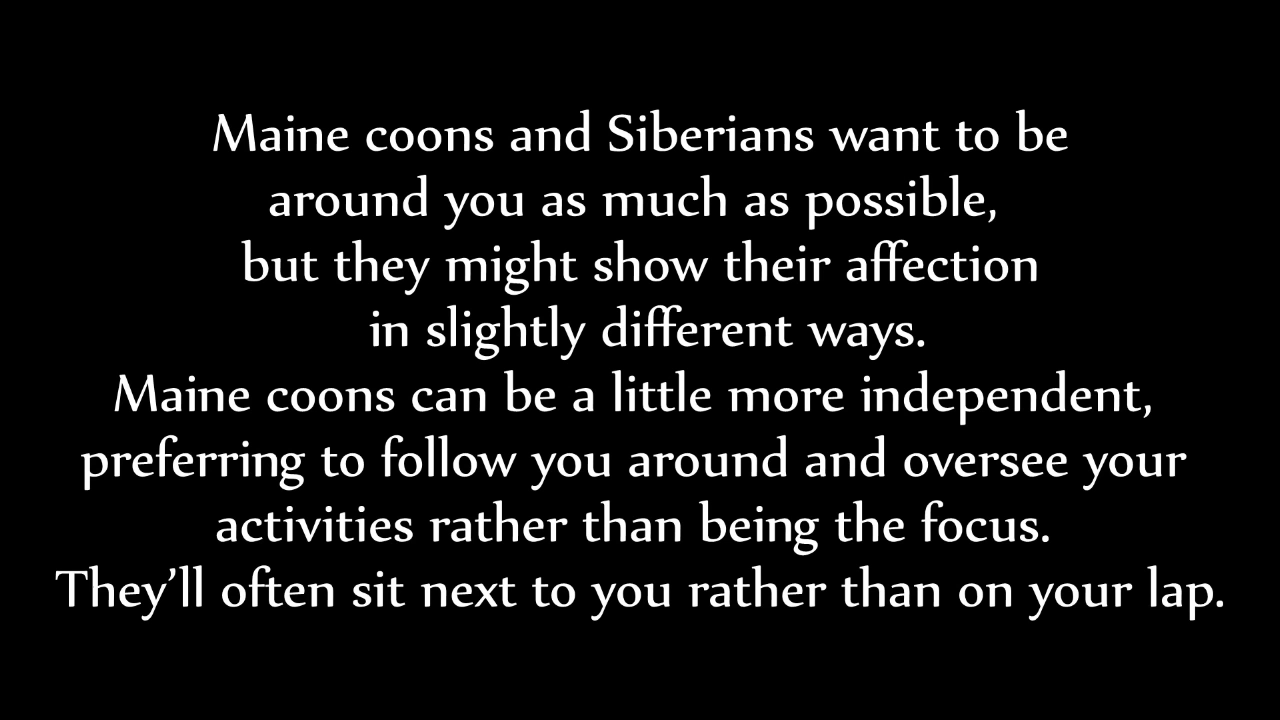 Maine coons and Siberians want to be
around you as much as possible,
but they might show their affection
in slightly different ways.
Maine coons can be a little more independent,
preferring to follow you around and oversee your
activities rather than being the focus.
They’ll often sit next to you rather than on your lap.